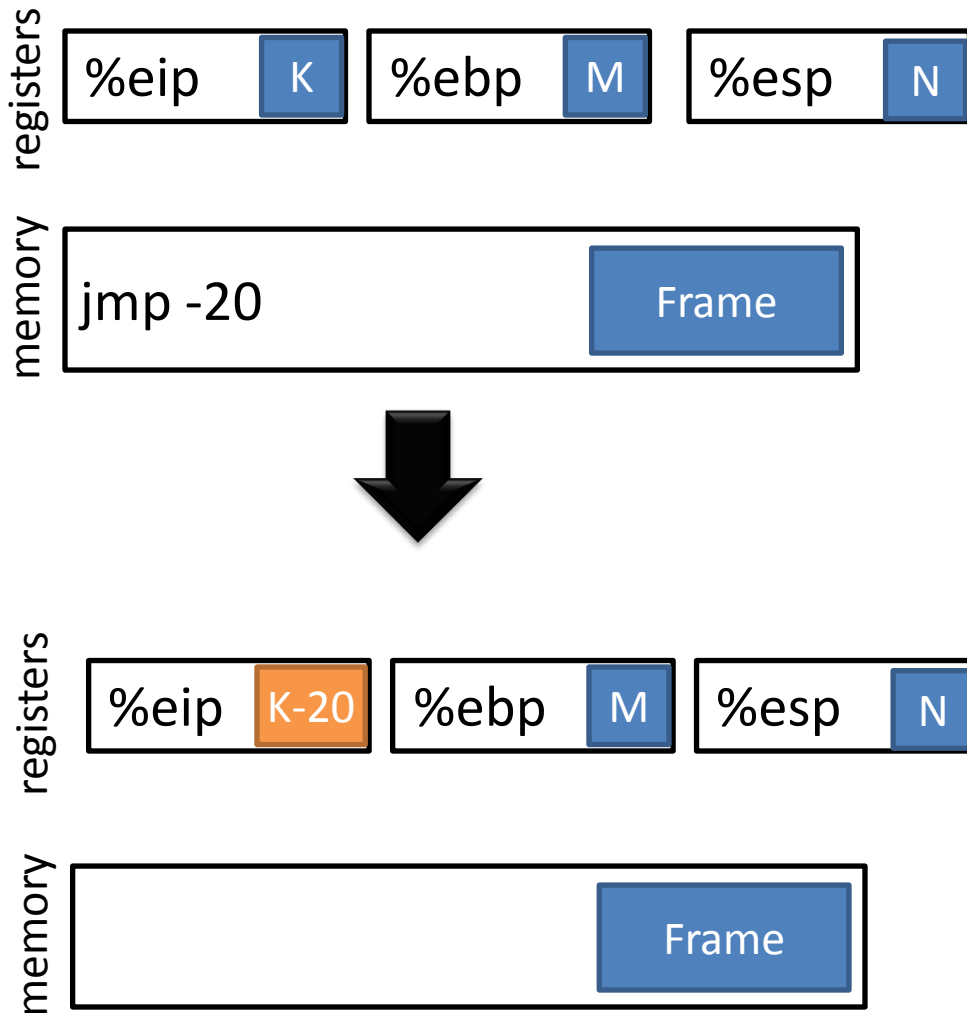 registers
%eip K %ebp M %esp N
memory
jmp -20 Frame
registers
%eip K-20 %ebp M %esp N
memory
Frame